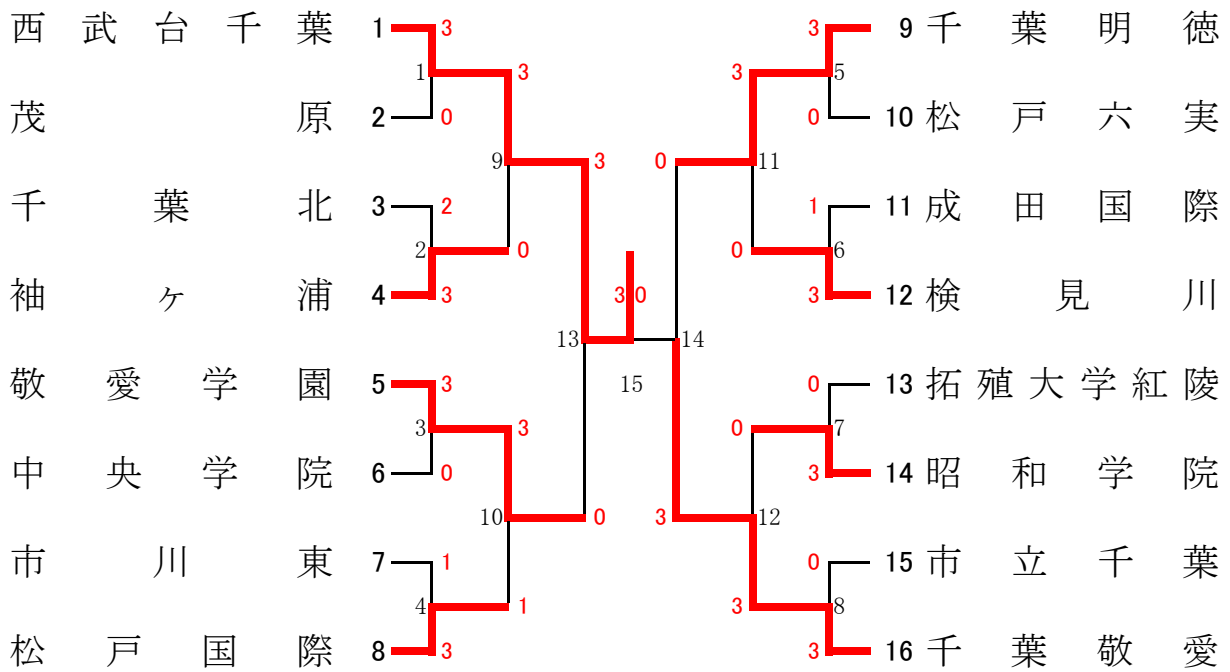 西武台千葉 1 3 3 9 千葉明徳
1 3 3 5
茂原 2 0 0 10 松戸六実
9 3 0 11
千葉北 3 2 1 11 成田国際
2 0 0 6
袖ヶ浦 4 3 3 0 3 12 検見川
13 14
敬愛学園 5 3 15 0 13 拓殖大学紅陵
3 3 0 7
中央学院 6 0 3 14 昭和学院
10 0 3 12
市川東 7 1 0 15 市立千葉
4 1 3 8
松戸国際 8 3 3 16 千葉敬愛